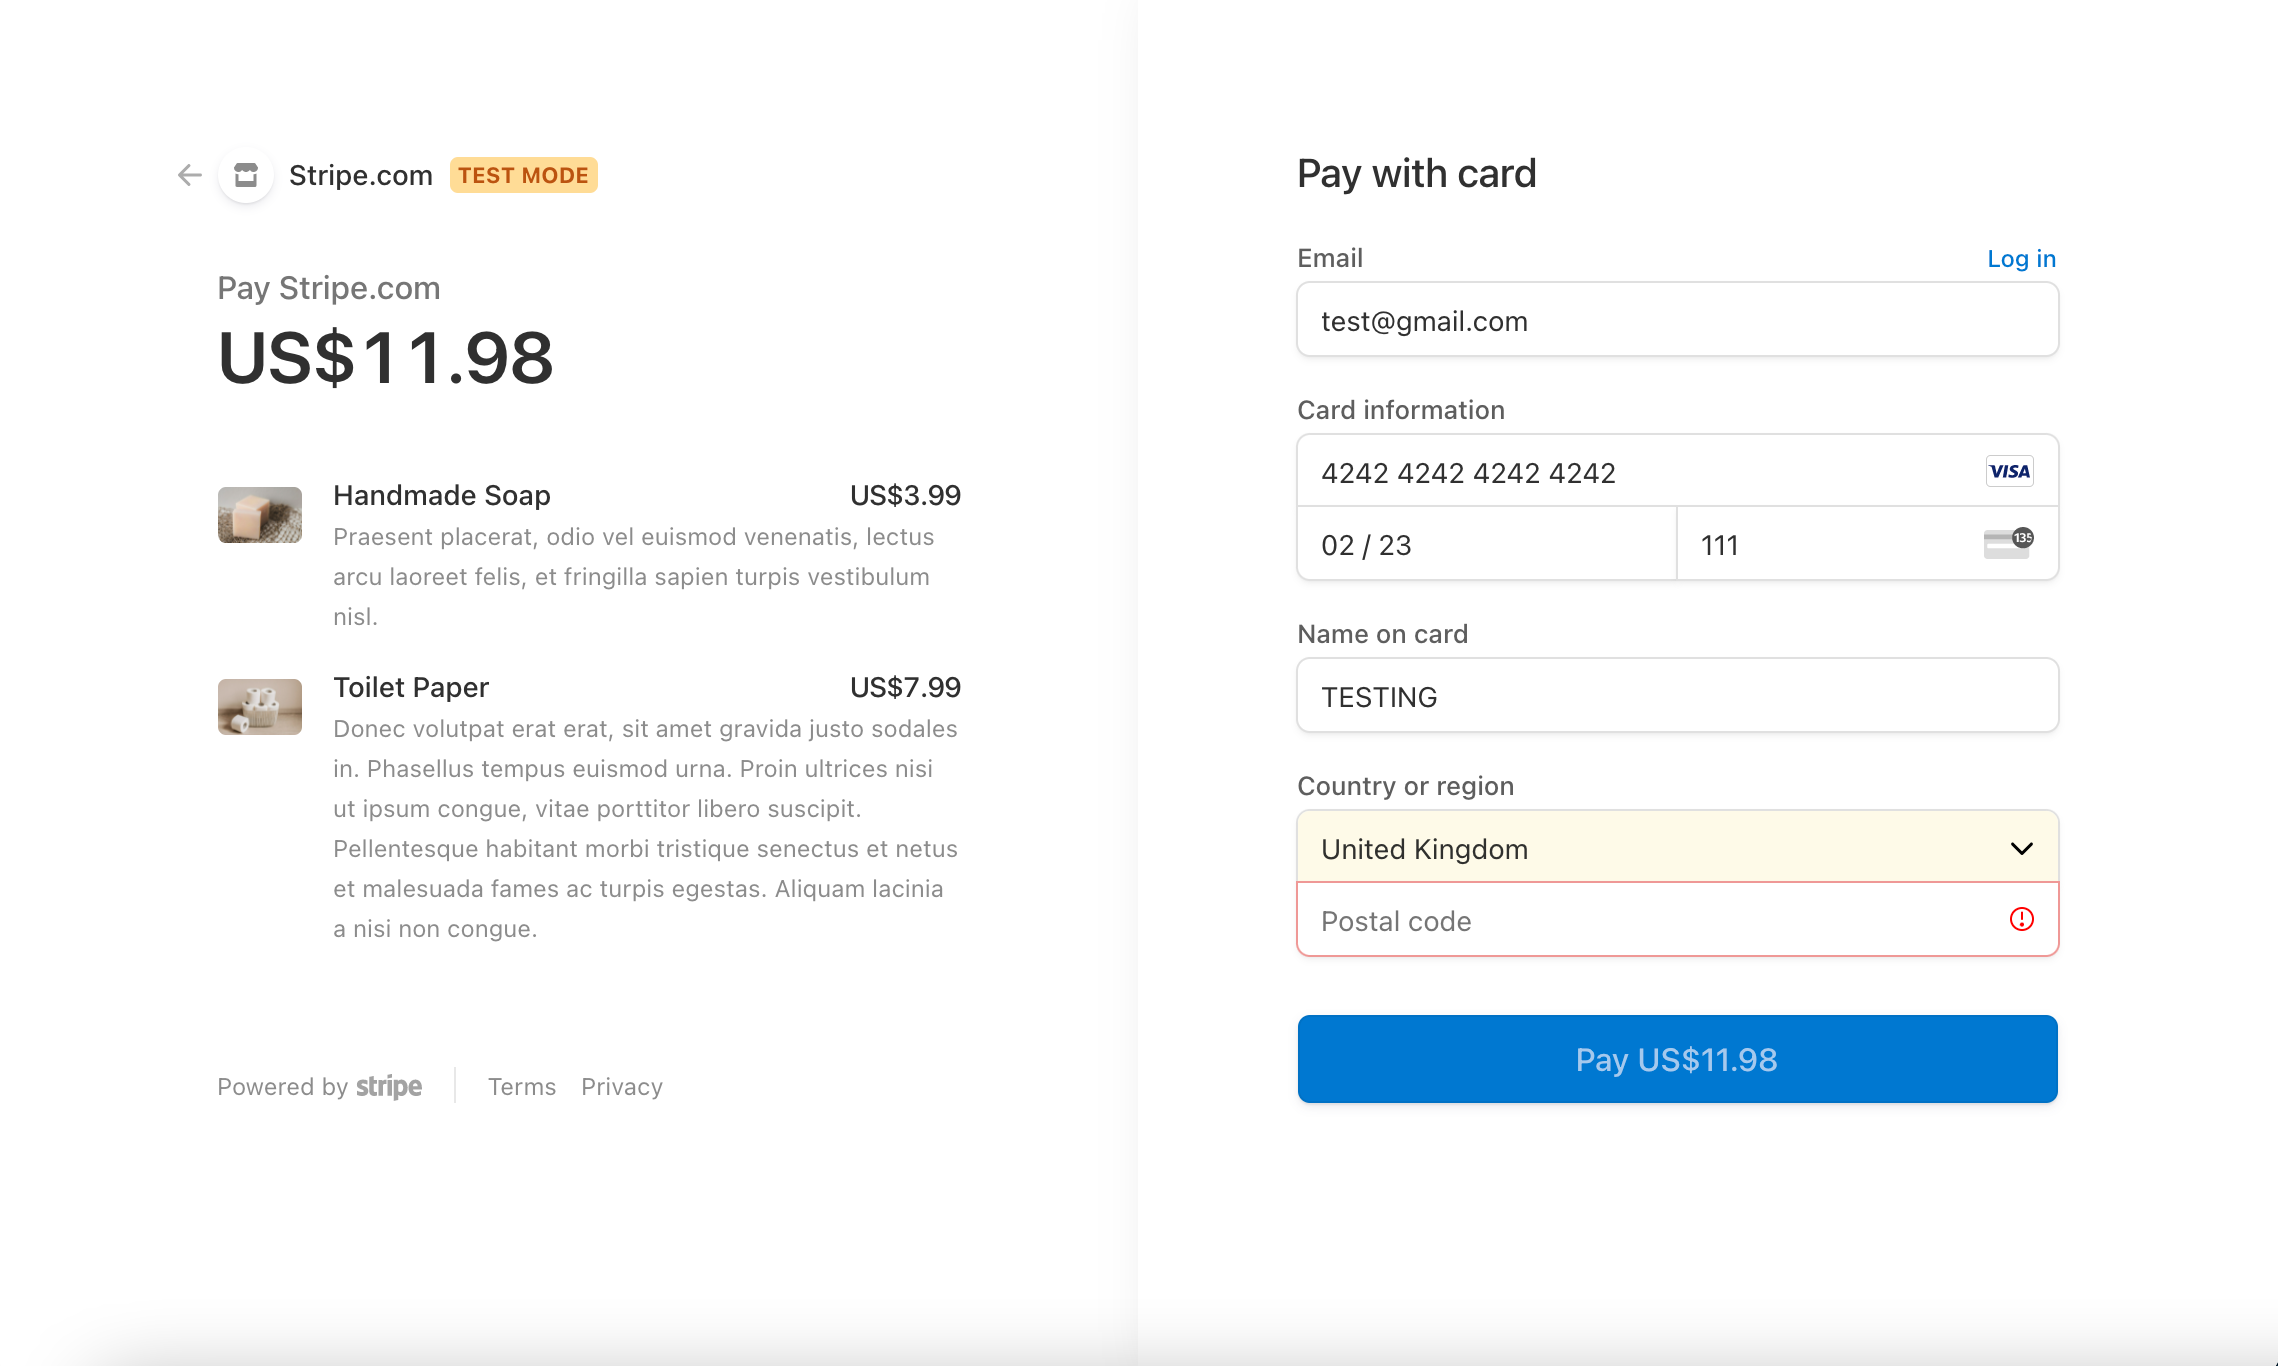 Stripe.com TEST MODE
Pay Stripe.com
US$11.98
Handmade Soap US$3.99
Praesent placerat, odio vel euismod venenatis, lectus
arcu laoreet felis, et fringilla sapien turpis vestibulum
nisl.
Toilet Paper US$7.99
Donec volutpat erat erat, sit amet gravida justo sodales
in. Phasellus tempus euismod urna. Proin ultrices nisi
ut ipsum congue, vitae porttitor libero suscipit.
Pellentesque habitant morbi tristique senectus et netus
et malesuada fames ac turpis egestas. Aliquam lacinia
a nisi non congue.
Powered by stripe Terms Privacy
Pay with card
Email Log in
test@gmail.com
Card information
4242 4242 4242 4242 VISA
02 / 23 111 135
Name on card
TESTING
Country or region
United Kingdom
Postal code
Pay US$11.98